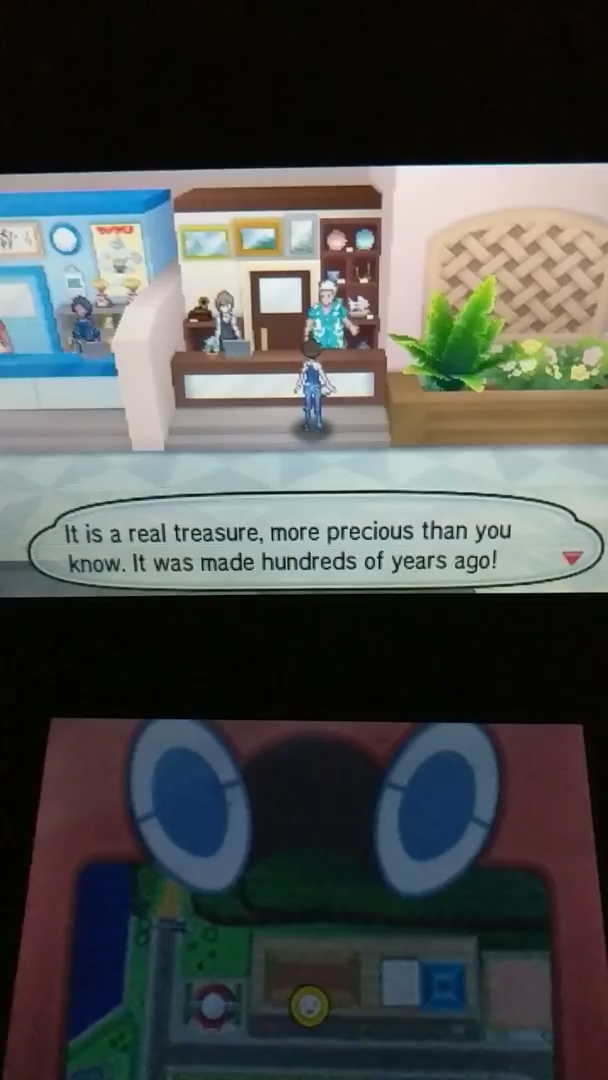 It is a real treasure, more precious than you
know. It was made hundreds of years ago!